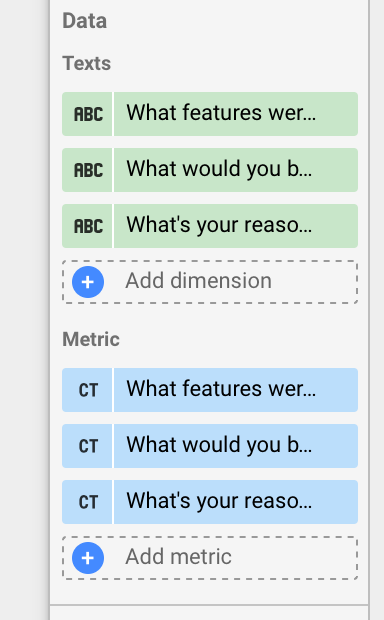 Data
Texts
ABC What features wer...
ABC What would you b...
ABC What's your reaso...
+ Add dimension
Metric
CT What features wer...
CT What would you b...
CT What's your reaso...
+ Add metric